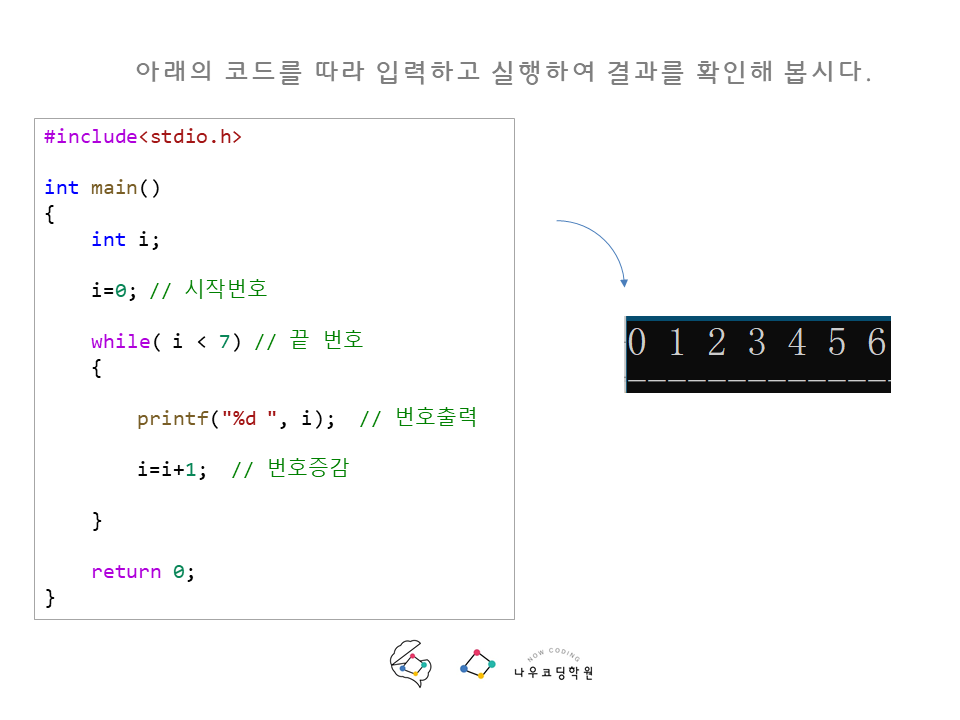 아래의 코드를 따라 입력하고 실행하여 결과를 확인해 봅시다.
#include<stdio.h>
int main()
{
int i;
i=0; // 시작번호
while( i < 7) // 끝 번호
{
printf("%d ", i);  // 번호출력
i=i+1;  // 번호증감
}
return 0;
}
0 1 2 3 4 5 6
--------------
NOW CODING
나우코딩학원